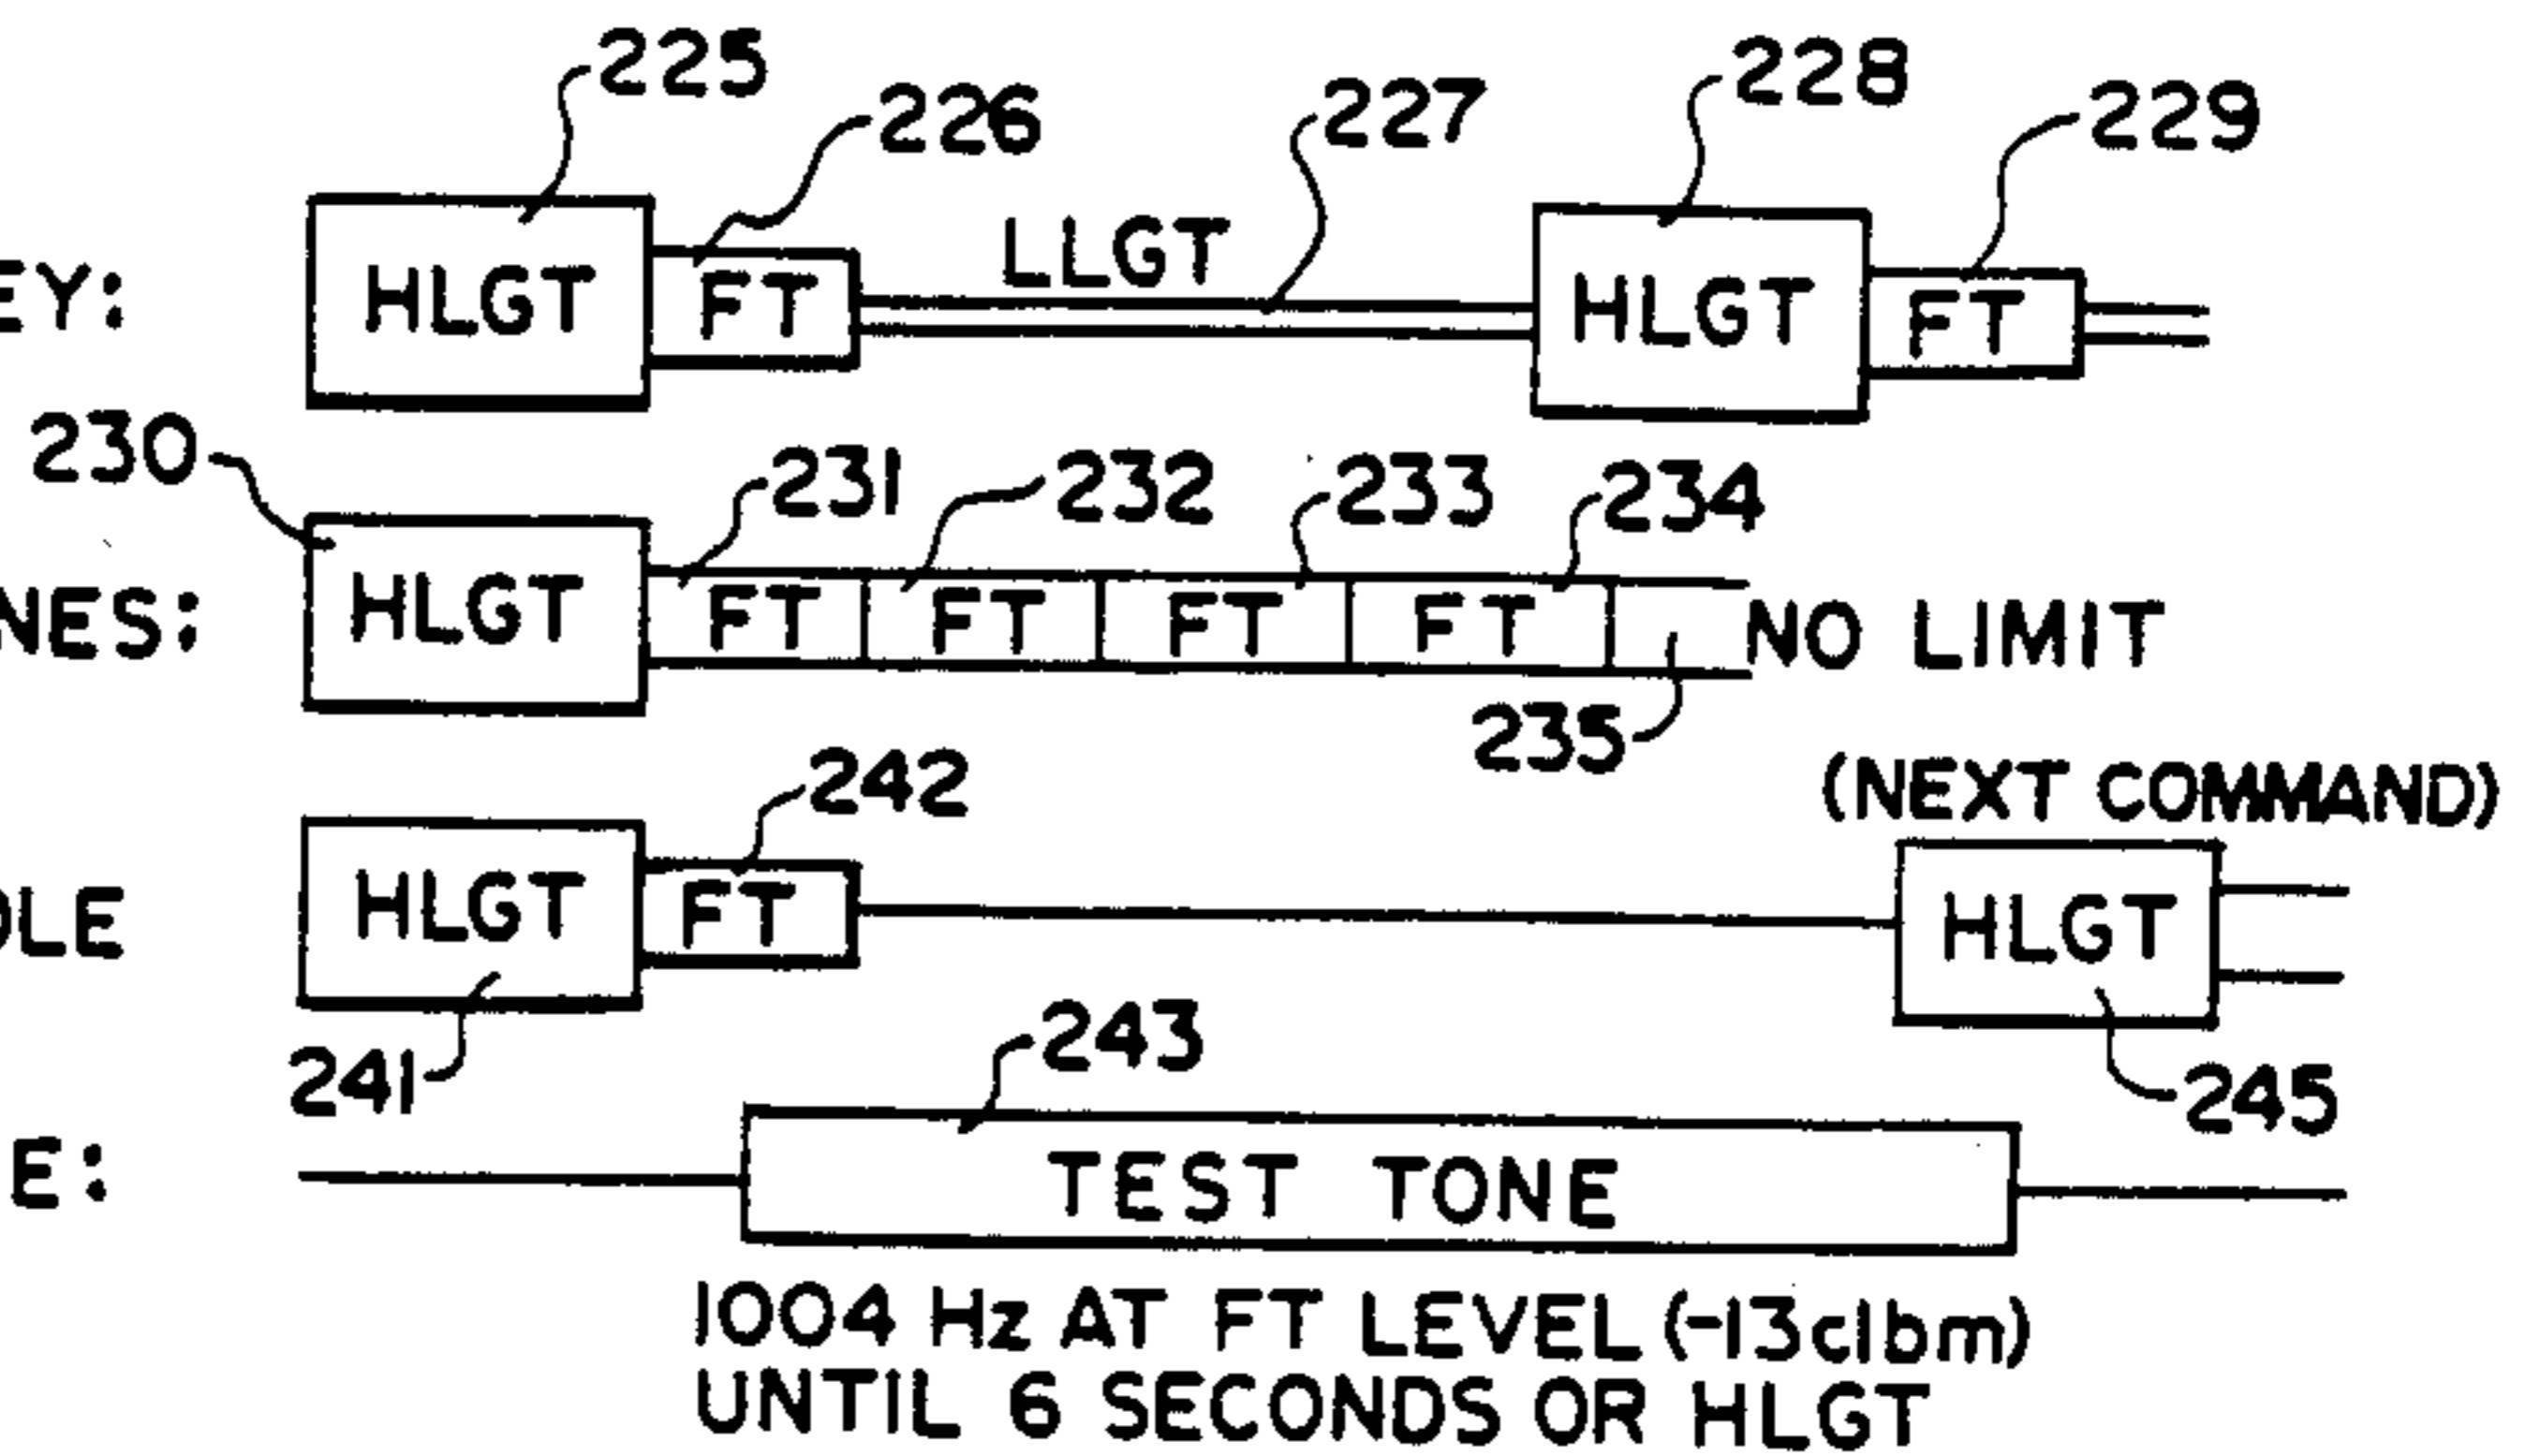 225
226
227
228
229
EY:
HLGT
FT
LLGT
HLGT
FT
230
231
232
233
234
NES:
HLGT
FT
FT
FT
FT
NO LIMIT
235
242
(NEXT COMMAND)
OLE
HLGT
FT
HLGT
241
243
245
E:
TEST TONE
1004 Hz AT FT LEVEL (-13clbm)
UNTIL 6 SECONDS OR HLGT